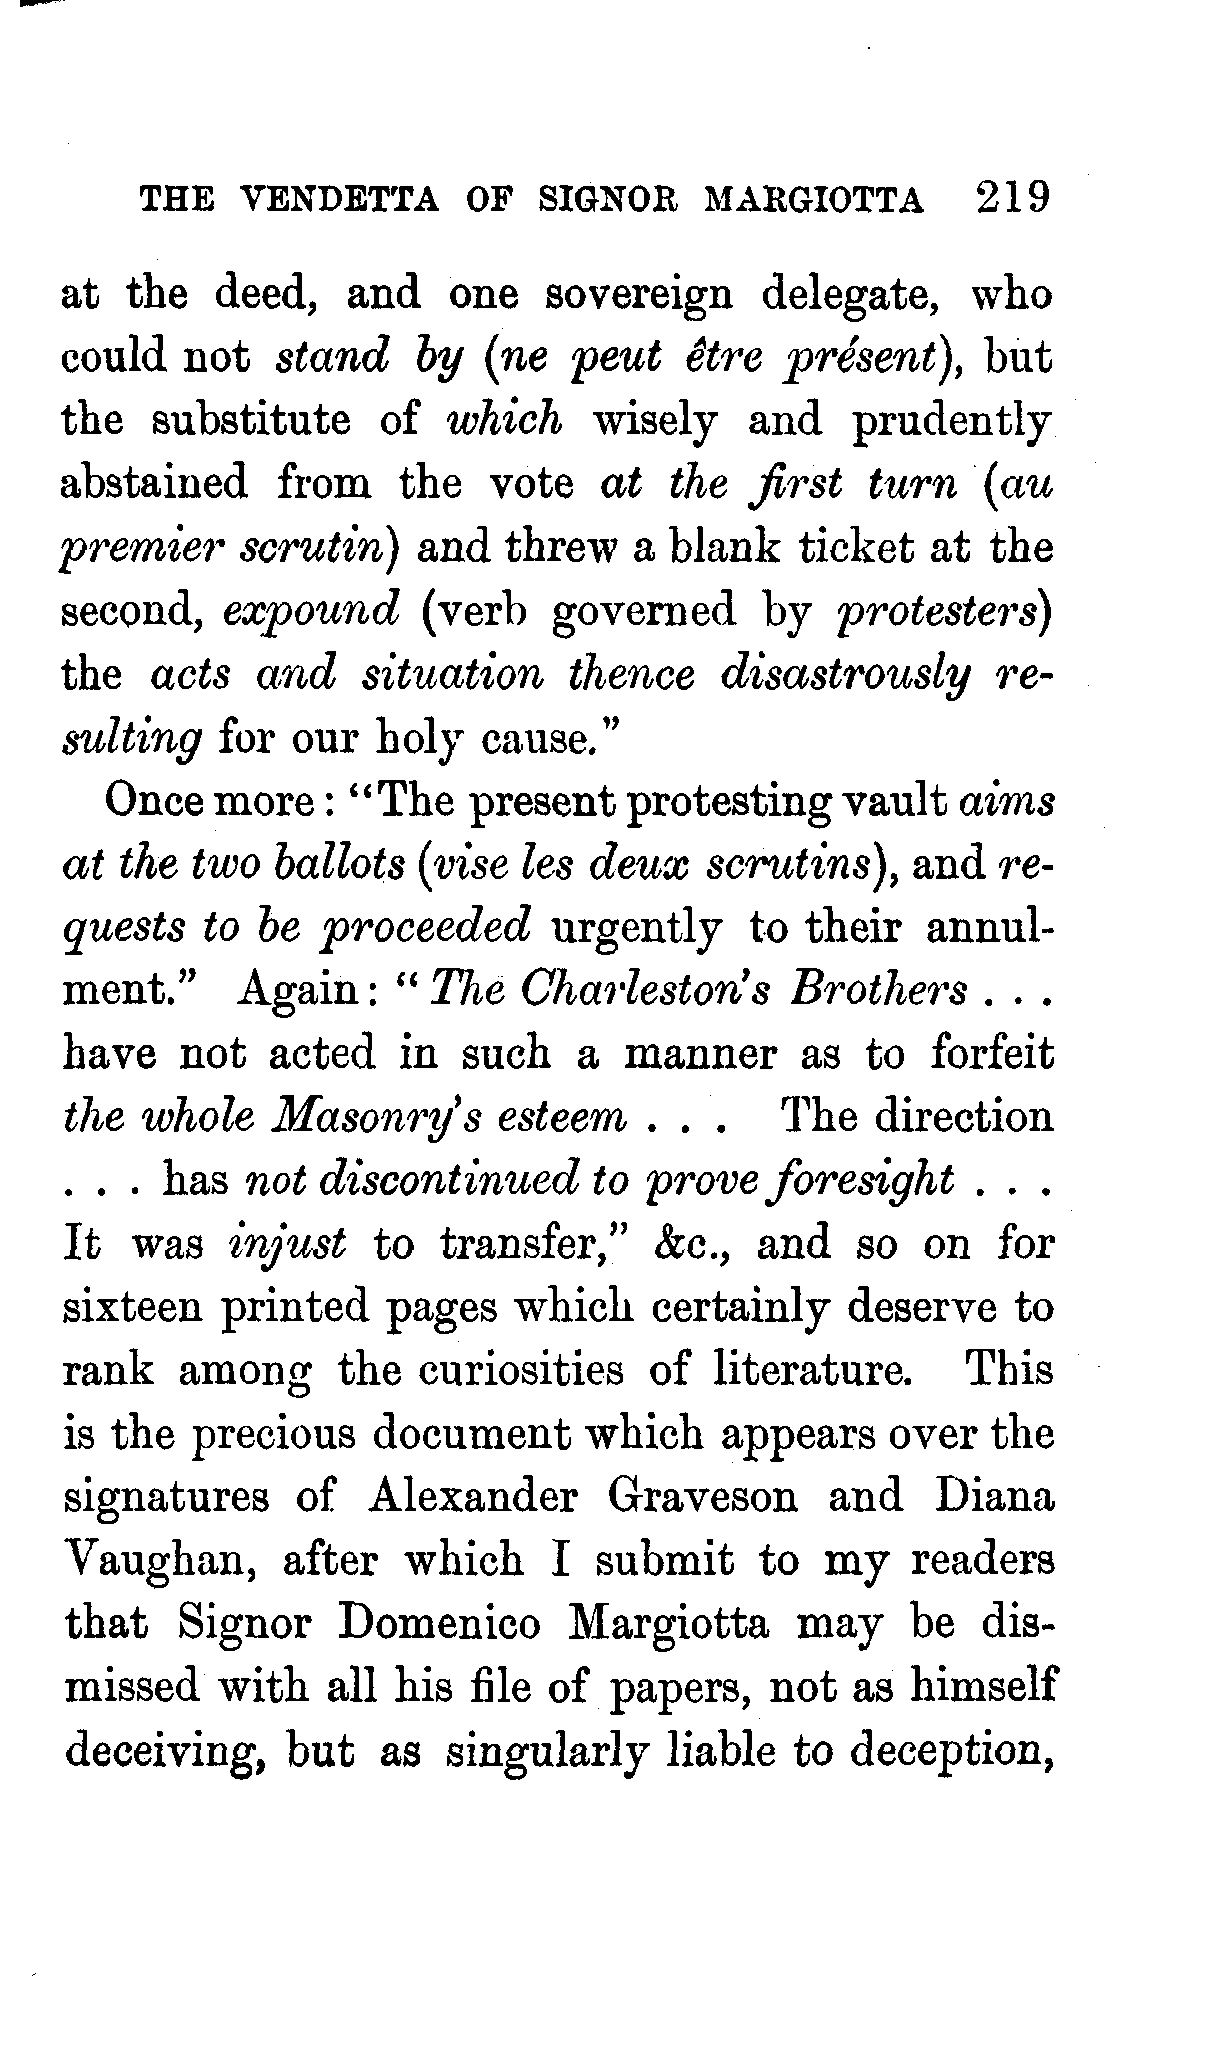 THE VENDETTA OF SIGNOR MARGIOTTA 219
at the deed, and one sovereign delegate, who
could not stand by (ne peut être présent), but
the substitute of which wisely and prudently
abstained from the vote at the first turn (au
premier scrutin) and threw a blank ticket at the
second, expound (verb governed by protesters)
the acts and situation thence disastrously re-
sulting for our holy cause."
Once more: "The present protesting vault aims
at the two ballots (vise les deux scrutins), and re-
quests to be proceeded urgently to their annul-
ment." Again: "The Charleston's Brothers . . .
have not acted in such a manner as to forfeit
the whole Masonry's esteem . . . The direction
. . . has not discontinued to prove foresight . . .
It was injust to transfer," &c., and so on for
sixteen printed pages which certainly deserve to
rank among the curiosities of literature. This
is the precious document which appears over the
signatures of Alexander Graveson and Diana
Vaughan, after which I submit to my readers
that Signor Domenico Margiotta may be dis-
missed with all his file of papers, not as himself
deceiving, but as singularly liable to deception,